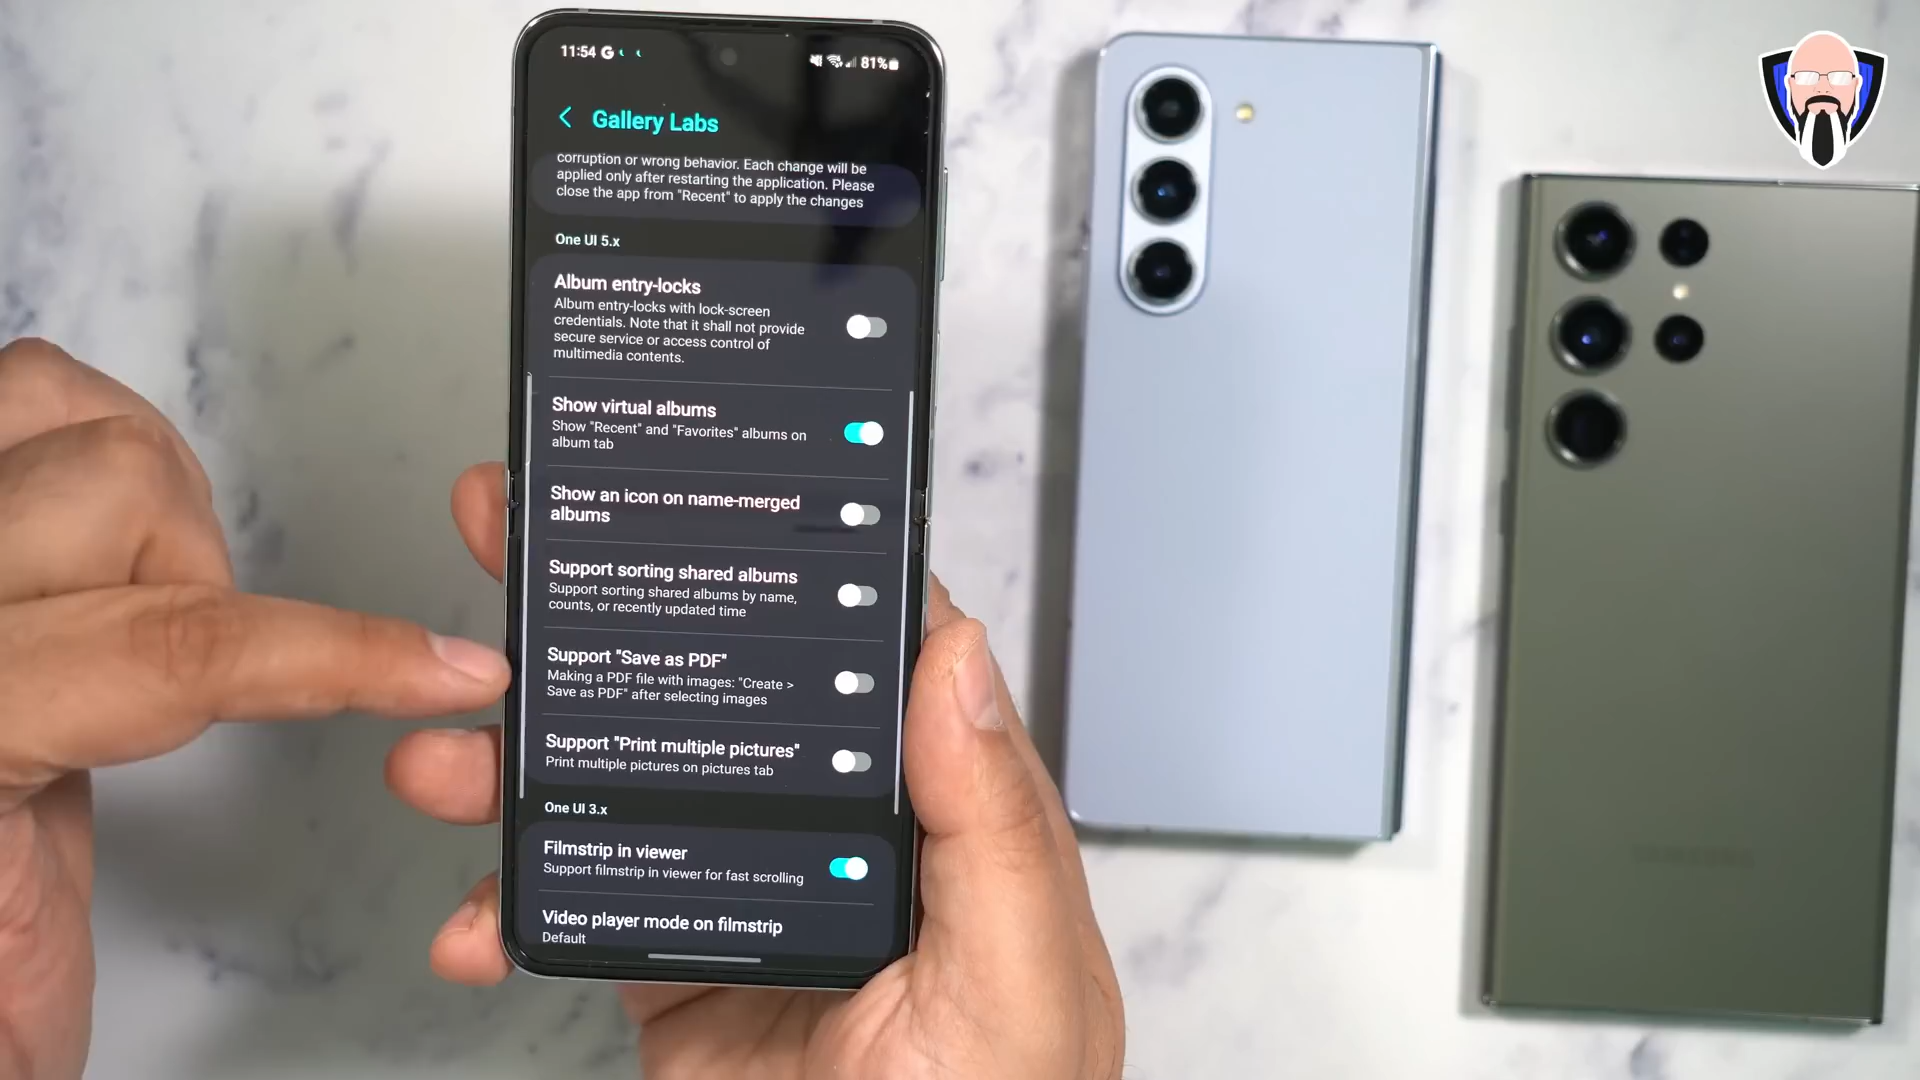 11:54 G
81%
Gallery Labs
corruption or wrong behavior. Each change will be
applied only after restarting the application. Please
close the app from "Recent" to apply the changes
One UI 5.x
Album entry-locks
Album entry-locks with lock-screen
credentials. Note that it shall not provide
secure service or access control of
multimedia contents.
Show virtual albums
Show "Recent" and "Favorites" albums on
album tab
Show an icon on name-merged
albums
Support sorting shared albums
Support sorting shared albums by name,
counts, or recently updated time
Support "Save as PDF"
Making a PDF file with images: "Create >
Save as PDF" after selecting images
Support "Print multiple pictures"
Print multiple pictures on pictures tab
One UI 3.x
Filmstrip in viewer
Support filmstrip in viewer for fast scrolling
Video player mode on filmstrip
Default
SAMSUNG